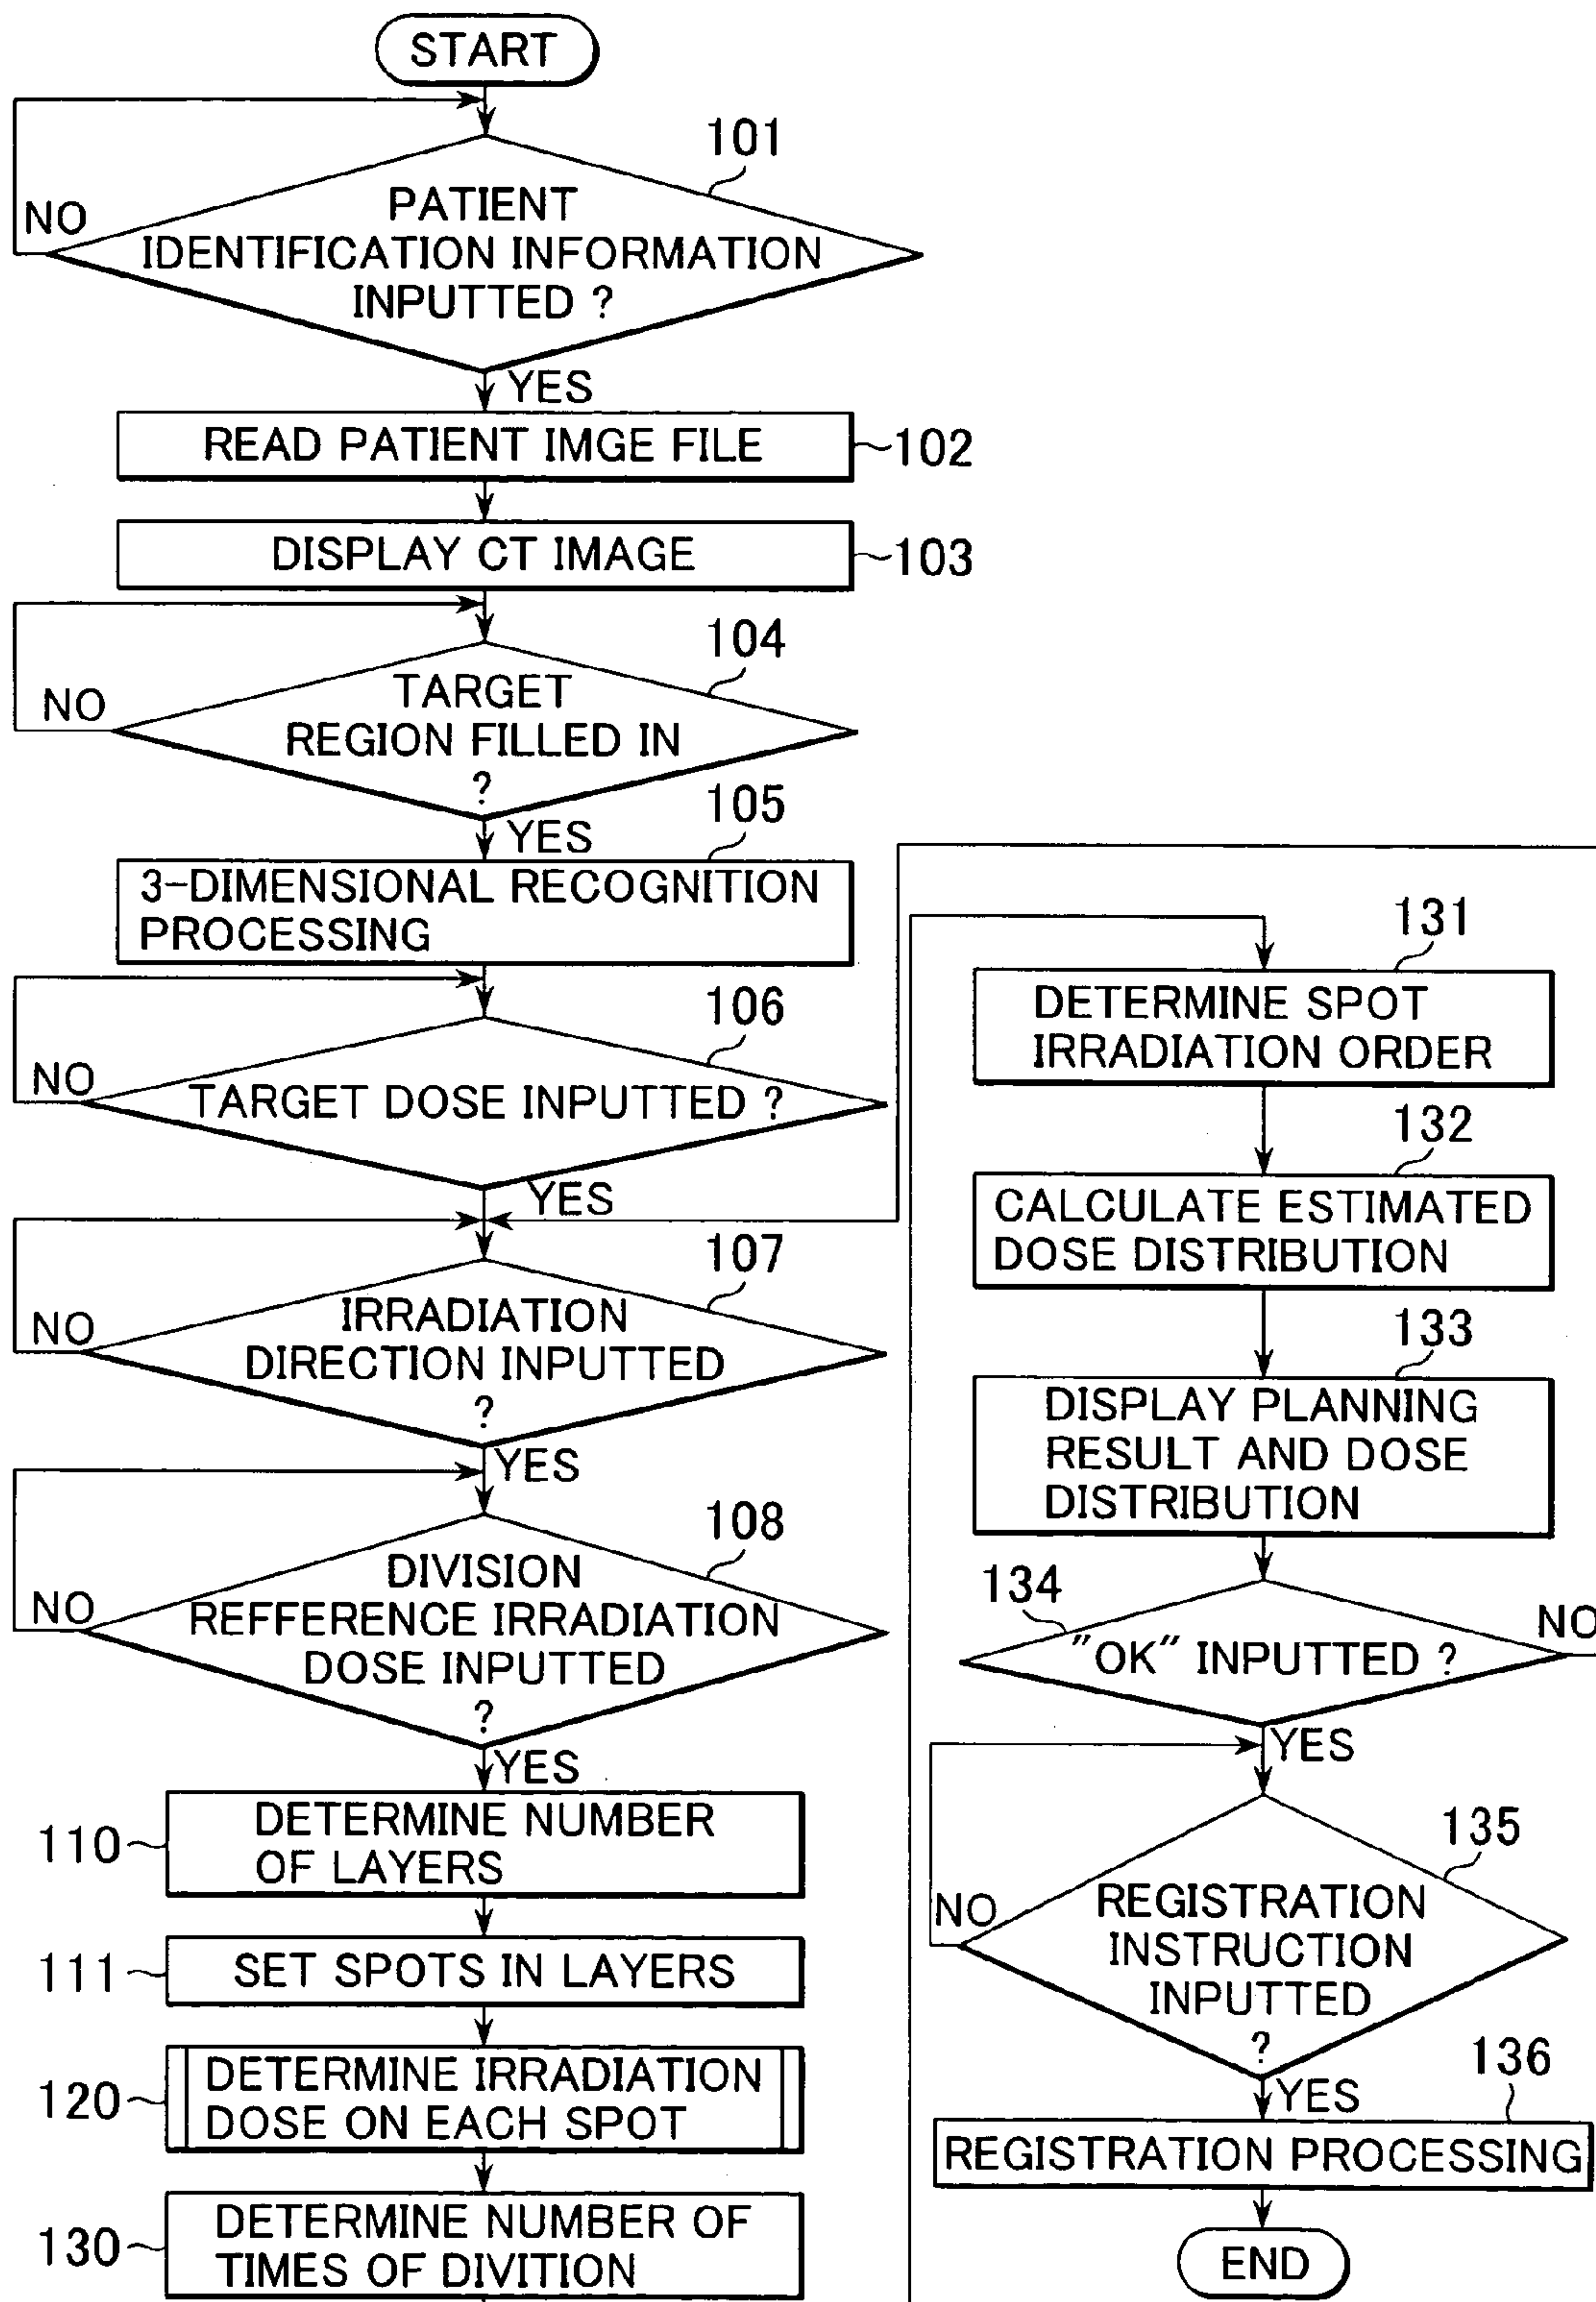 START
101
NO
PATIENT
IDENTIFICATION INFORMATION
INPUTTED ?
YES
READ PATIENT IMGE FILE
102
DISPLAY CT IMAGE
103
104
NO
TARGET
REGION FILLED IN
?
YES
105
3-DIMENSIONAL RECOGNITION
PROCESSING
106
NO
TARGET DOSE INPUTTED ?
YES
107
NO
IRRADIATION
DIRECTION INPUTTED
?
YES
108
NO
DIVISION
REFFERENCE IRRADIATION
DOSE INPUTTED
?
YES
110
DETERMINE NUMBER
OF LAYERS
111
SET SPOTS IN LAYERS
120
DETERMINE IRRADIATION
DOSE ON EACH SPOT
130
DETERMINE NUMBER OF
TIMES OF DIVITION
131
DETERMINE SPOT
IRRADIATION ORDER
132
CALCULATE ESTIMATED
DOSE DISTRIBUTION
133
DISPLAY PLANNING
RESULT AND DOSE
DISTRIBUTION
134
NO
"OK" INPUTTED ?
YES
135
NO
REGISTRATION
INSTRUCTION
INPUTTED
?
YES
136
REGISTRATION PROCESSING
END